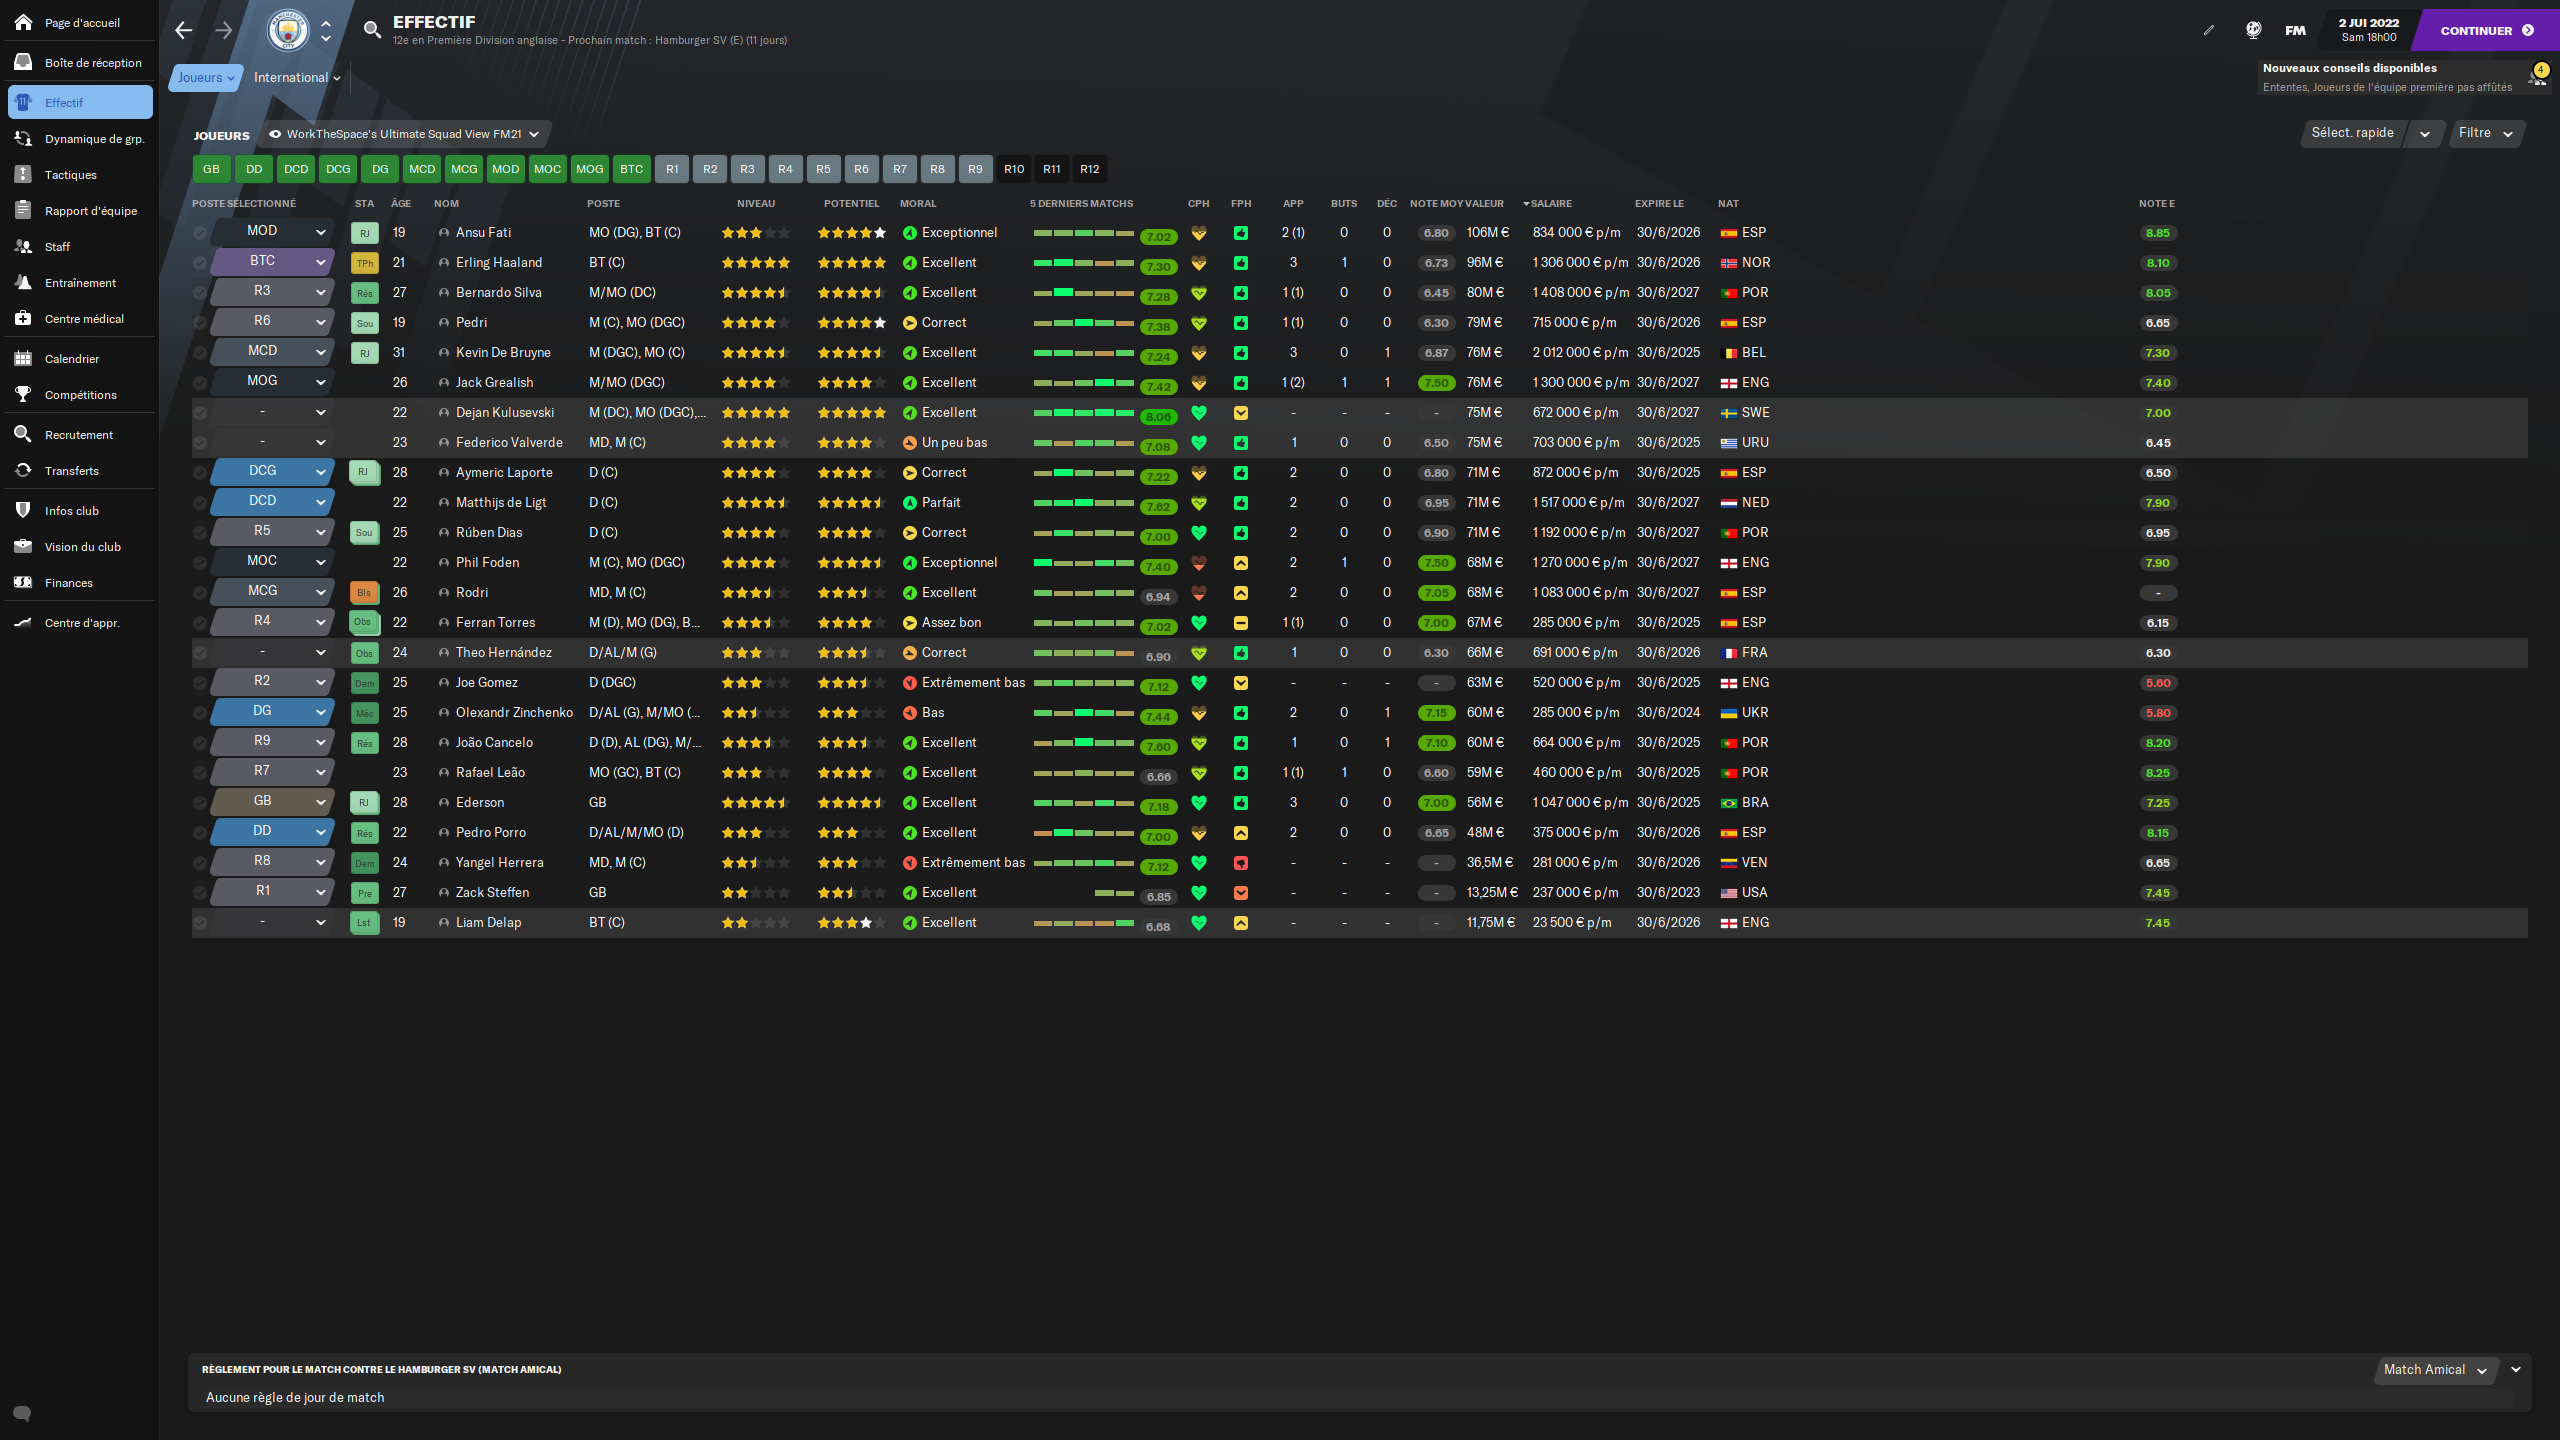 Page d'accueil
Boîte de réception
Effectif
Dynamique de grp.
Tactiques
Rapport d'équipe
Staff
Entraînement
Centre médical
Calendrier
Compétitions
Recrutement
Transferts
Infos club
Vision du club
Finances
Centre d'appr.
EFFECTIF
12e en Première Division anglaise - Prochain match : Hamburger SV (E) (11 jours)
FM
2 JUI 2022
Sam 18h00
CONTINUER
Joueurs
International
Nouveaux conseils disponibles
4
Ententes, Joueurs de l'équipe première pas affûtés
JOUEURS WorkTheSpace's Ultimate Squad View FM21 Sélect. rapide Filtre
GB DD DCD DCG DG MCD MCG MOD MOC MOG BTC R1 R2 R3 R4 R5 R6 R7 R8 R9 R10 R11 R12
POSTE SÉLECTIONNÉ STA ÂGE NOM POSTE NIVEAU POTENTIEL MORAL 5 DERNIERS MATCHS CPH FPH APP BUTS DÉC NOTE MOY VALEUR SALAIRE EXPIRE LE NAT NOTE E
MOD RJ 19 Ansu Fati MO (DG), BT (C) Exceptionnel 7.02 2 (1) 0 0 6.80 106M € 834 000 € p/m 30/6/2026 ESP 8.85
BTC TPh 21 Erling Haaland BT (C) Excellent 7.30 3 1 0 6.73 96M € 1 306 000 € p/m 30/6/2026 NOR 8.10
R3 Rés 27 Bernardo Silva M/MO (DC) Excellent 7.28 1 (1) 0 0 6.45 80M € 1 408 000 € p/m 30/6/2027 POR 8.05
R6 Sou 19 Pedri M (C), MO (DGC) Correct 7.38 1 (1) 0 0 6.30 79M € 715 000 € p/m 30/6/2026 ESP 6.65
MCD RJ 31 Kevin De Bruyne M (DGC), MO (C) Excellent 7.24 3 0 1 6.87 76M € 2 012 000 € p/m 30/6/2025 BEL 7.30
MOG 26 Jack Grealish M/MO (DGC) Excellent 7.42 1 (2) 1 1 7.50 76M € 1 300 000 € p/m 30/6/2027 ENG 7.40
- 22 Dejan Kulusevski M (DC), MO (DGC),... Excellent 8.06 - - - - 75M € 672 000 € p/m 30/6/2027 SWE 7.00
- 23 Federico Valverde MD, M (C) Un peu bas 7.08 1 0 0 6.50 75M € 703 000 € p/m 30/6/2025 URU 6.45
DCG RJ 28 Aymeric Laporte D (C) Correct 7.22 2 0 0 6.80 71M € 872 000 € p/m 30/6/2025 ESP 6.50
DCD 22 Matthijs de Ligt D (C) Parfait 7.62 2 0 0 6.95 71M € 1 517 000 € p/m 30/6/2027 NED 7.90
R5 Sou 25 Rúben Dias D (C) Correct 7.00 2 0 0 6.90 71M € 1 192 000 € p/m 30/6/2027 POR 6.95
MOC 22 Phil Foden M (C), MO (DGC) Exceptionnel 7.40 2 1 0 7.50 68M € 1 270 000 € p/m 30/6/2027 ENG 7.90
MCG Bls 26 Rodri MD, M (C) Excellent 6.94 2 0 0 7.05 68M € 1 083 000 € p/m 30/6/2027 ESP -
R4 Obs 22 Ferran Torres M (D), MO (DG), B... Assez bon 7.02 1 (1) 0 0 7.00 67M € 285 000 € p/m 30/6/2025 ESP 6.15
- Obs 24 Theo Hernández D/AL/M (G) Correct 6.90 1 0 0 6.30 66M € 691 000 € p/m 30/6/2026 FRA 6.30
R2 Dem 25 Joe Gomez D (DGC) Extrêmement bas 7.12 - - - - 63M € 520 000 € p/m 30/6/2025 ENG 5.60
DG Méc 25 Olexandr Zinchenko D/AL (G), M/MO (... Bas 7.44 2 0 1 7.15 60M € 285 000 € p/m 30/6/2024 UKR 5.80
R9 Rés 28 João Cancelo D (D), AL (DG), M/... Excellent 7.60 1 0 1 7.10 60M € 664 000 € p/m 30/6/2025 POR 8.20
R7 23 Rafael Leão MO (GC), BT (C) Excellent 6.66 1 (1) 1 0 6.60 59M € 460 000 € p/m 30/6/2025 POR 8.25
GB RJ 28 Ederson GB Excellent 7.18 3 0 0 7.00 56M € 1 047 000 € p/m 30/6/2025 BRA 7.25
DD Rés 22 Pedro Porro D/AL/M/MO (D) Excellent 7.00 2 0 0 6.65 48M € 375 000 € p/m 30/6/2026 ESP 8.15
R8 Dem 24 Yangel Herrera MD, M (C) Extrêmement bas 7.12 - - - - 36,5M € 281 000 € p/m 30/6/2026 VEN 6.65
R1 Pre 27 Zack Steffen GB Excellent 6.85 - - - - 13,25M € 237 000 € p/m 30/6/2023 USA 7.45
- Lst 19 Liam Delap BT (C) Excellent 6.68 - - - - 11,75M € 23 500 € p/m 30/6/2026 ENG 7.45
RÈGLEMENT POUR LE MATCH CONTRE LE HAMBURGER SV (MATCH AMICAL) Match Amical
Aucune règle de jour de match